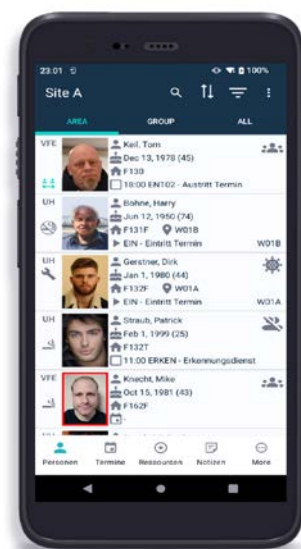 23:01 100%
Site A
AREA GROUP ALL
VFE Keil, Tom
Dec 13, 1978 (45)
F130
18:00 ENT02 - Austritt Termin
UH Bohne, Harry
Jun 12, 1950 (74)
F131F W01B
EIN - Eintritt Termin W01B
UH Gerstner, Dirk
Jan 1, 1980 (44)
F132F W01A
EIN - Eintritt Termin W01A
UH Straub, Patrick
Feb 1, 1999 (25)
F132T
11:00 ERKEN - Erkennungsdienst
VFE Knecht, Mike
Oct 15, 1981 (43)
F162F
-
Personen Termine Ressourcen Notizen More